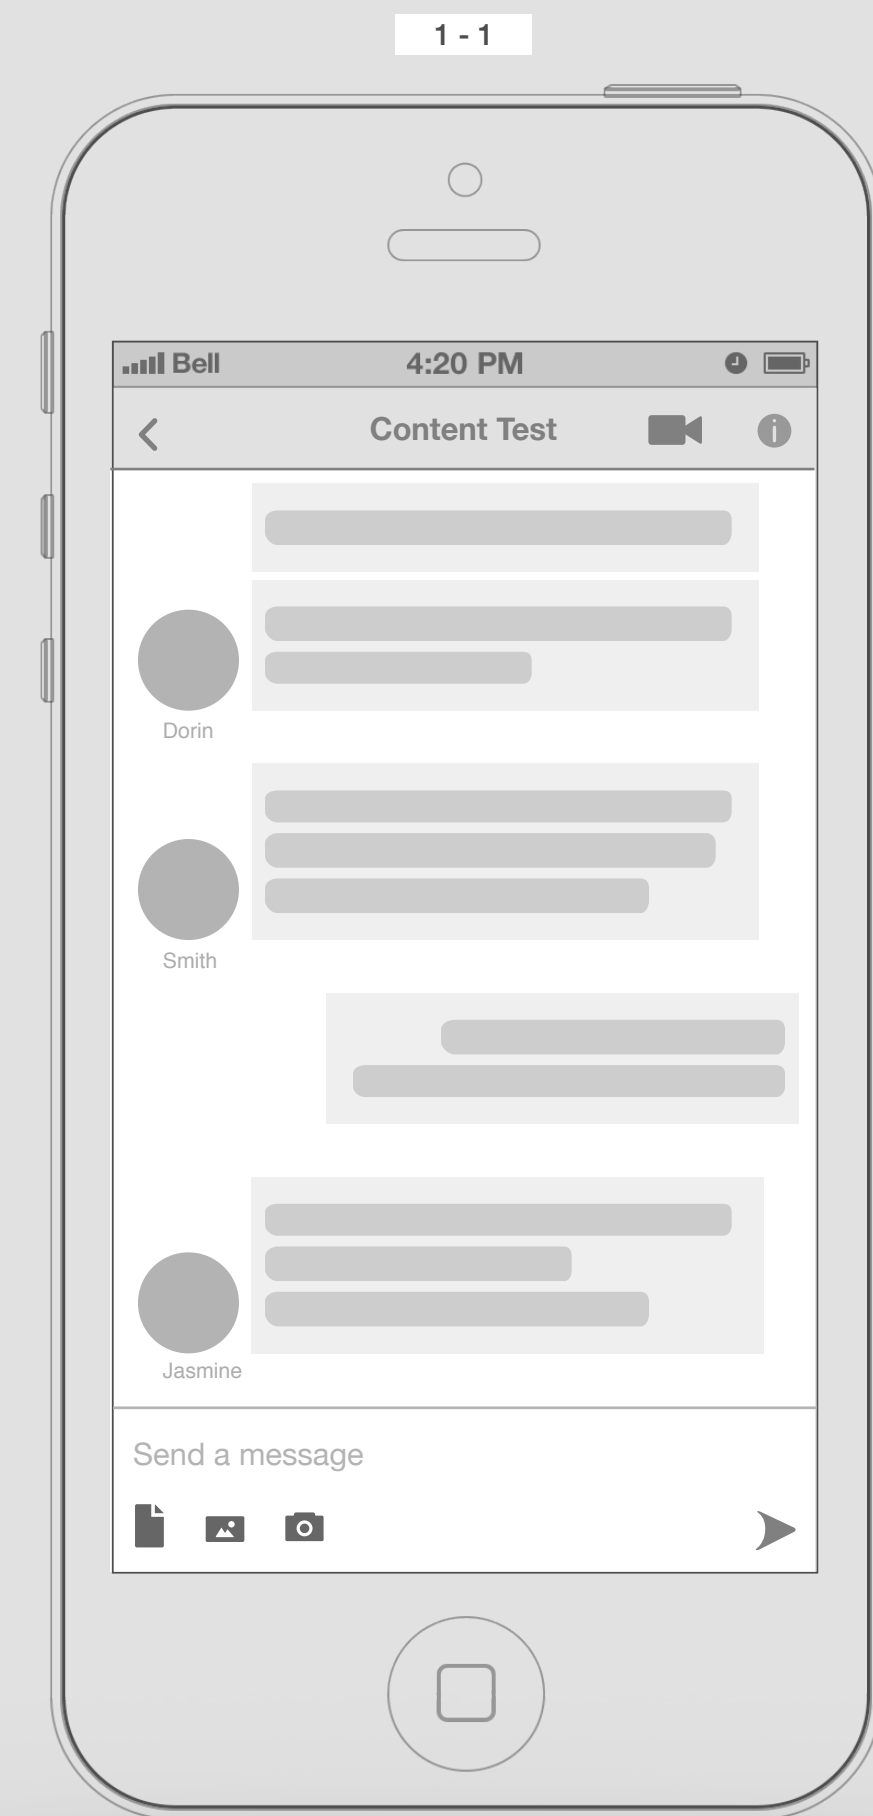 1 - 1
Bell 4:20 PM
Content Test
Dorin
Smith
Jasmine
Send a message